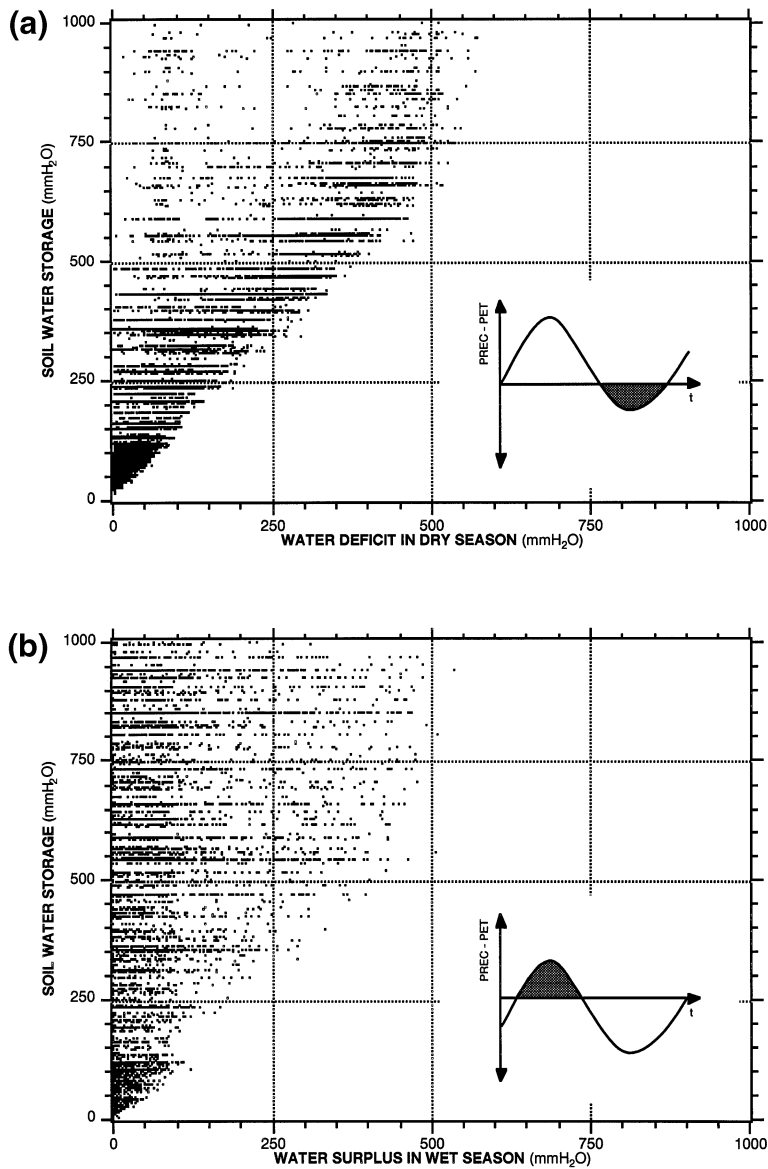 (a)
1000
750
500
250
0
SOIL WATER STORAGE (mmH2O)
PREC - PET
t
0
250
500
750
1000
WATER DEFICIT IN DRY SEASON (mmH2O)
(b)
1000
750
500
250
0
SOIL WATER STORAGE (mmH2O)
PREC - PET
t
0
250
500
750
1000
WATER SURPLUS IN WET SEASON (mmH2O)